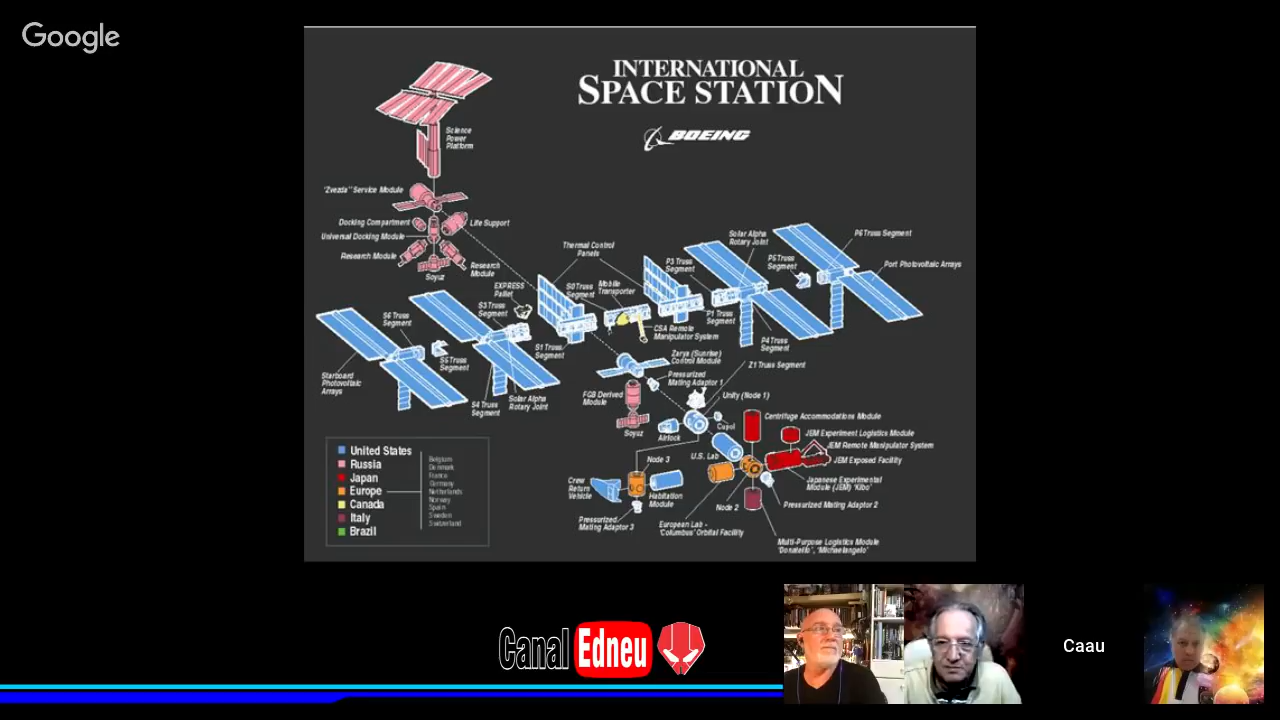 Google
INTERNATIONAL
SPACE STATION
BOEING
Science
Power
Platform
'Zvezda' Service Module
Docking Compartment
Life Support
Universal Docking Module
Research Module
Research
Module
Soyuz
EXPRESS
Pallet
Thermal Control
Panels
S0 Truss
Segment
Mobile
Transporter
P3 Truss
Segment
Solar Alpha
Rotary Joint
P5 Truss
Segment
P6 Truss Segment
Port Photovoltaic Arrays
S3 Truss
Segment
S6 Truss
Segment
S5 Truss
Segment
S1 Truss
Segment
CSA Remote
Manipulator System
P1 Truss
Segment
P4 Truss
Segment
Starboard
Photovoltaic
Arrays
S4 Truss
Segment
Solar Alpha
Rotary Joint
Zarya (Sunrise)
Control Module
Z1 Truss Segment
Pressurized
Mating Adaptor 1
FGB Derived
Module
Unity (Node 1)
Soyuz
Airlock
Centrifuge Accommodations Module
JEM Experiment Logistics Module
JEM Remote Manipulator System
JEM Exposed Facility
U.S. Lab
Node 3
Crew
Return
Vehicle
Habitation
Module
Japanese Experimental
Module (JEM) 'Kibo'
Node 2
Pressurized Mating Adaptor 2
Pressurized
Mating Adaptor 3
European Lab -
'Columbus' Orbital Facility
Multi-Purpose Logistics Module
'Donatello', 'Michaelangelo'
United States
Russia
Japan
Europe
Canada
Italy
Brazil
Belgium
Denmark
France
Germany
Netherlands
Norway
Spain
Sweden
Switzerland
Canal Edneu
Caau